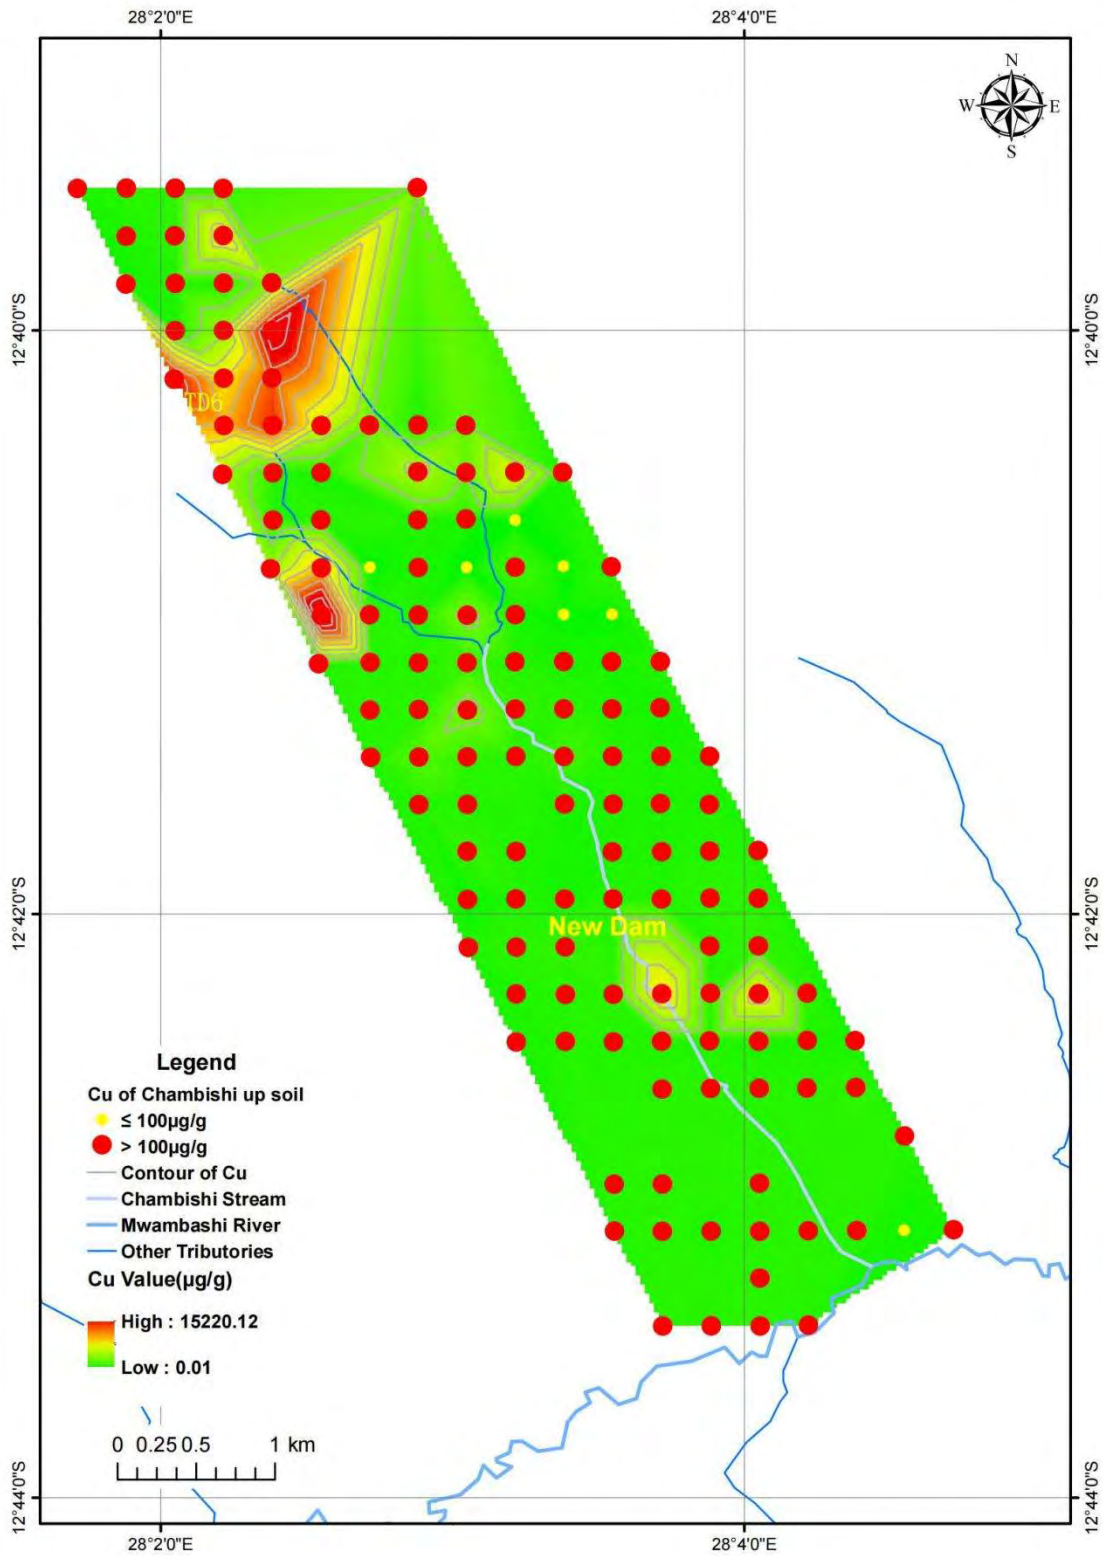 28°2'0"E
28°4'0"E
N
W
E
S
12°40'0"S
12°40'0"S
TD6
12°42'0"S
12°42'0"S
New Dam
Legend
Cu of Chambishi up soil
≤ 100µg/g
> 100µg/g
Contour of Cu
Chambishi Stream
Mwambashi River
Other Tributories
Cu Value(µg/g)
High : 15220.12
Low : 0.01
0 0.25 0.5 1 km
12°44'0"S
12°44'0"S
28°2'0"E
28°4'0"E